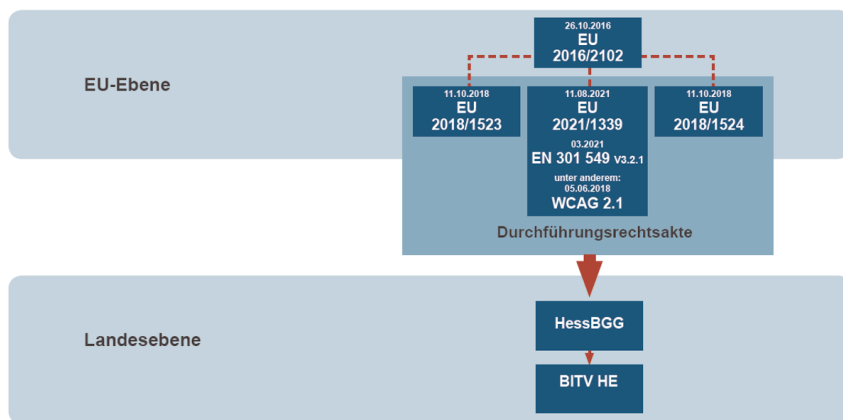 26.10.2016
EU
2016/2102
EU-Ebene
11.10.2018
EU
2018/1523
11.08.2021
EU
2021/1339
03.2021
EN 301 549 V3.2.1
unter anderem:
05.06.2018
WCAG 2.1
11.10.2018
EU
2018/1524
Durchführungsrechtsakte
Landesebene
HessBGG
BITV HE